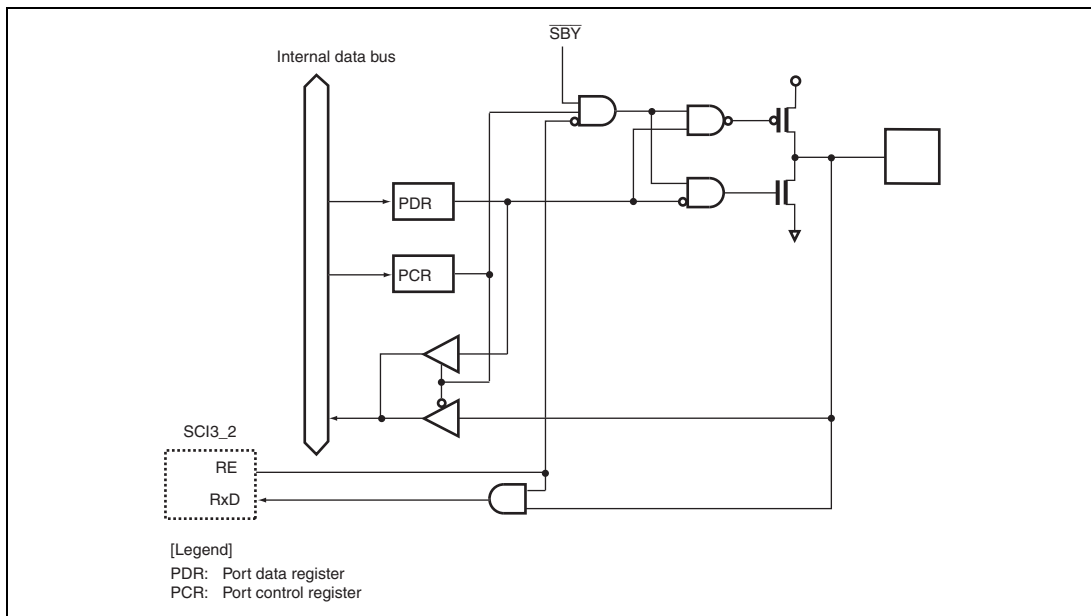 SBY
Internal data bus
PDR
PCR
SCI3_2
RE
RxD
[Legend]
PDR: Port data register
PCR: Port control register